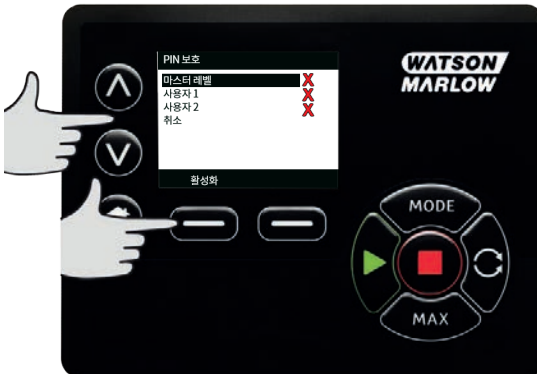 PIN 보호
마스터 레벨 X
사용자 1 X
사용자 2 X
취소
활성화
WATSON
MARLOW
MODE
MAX